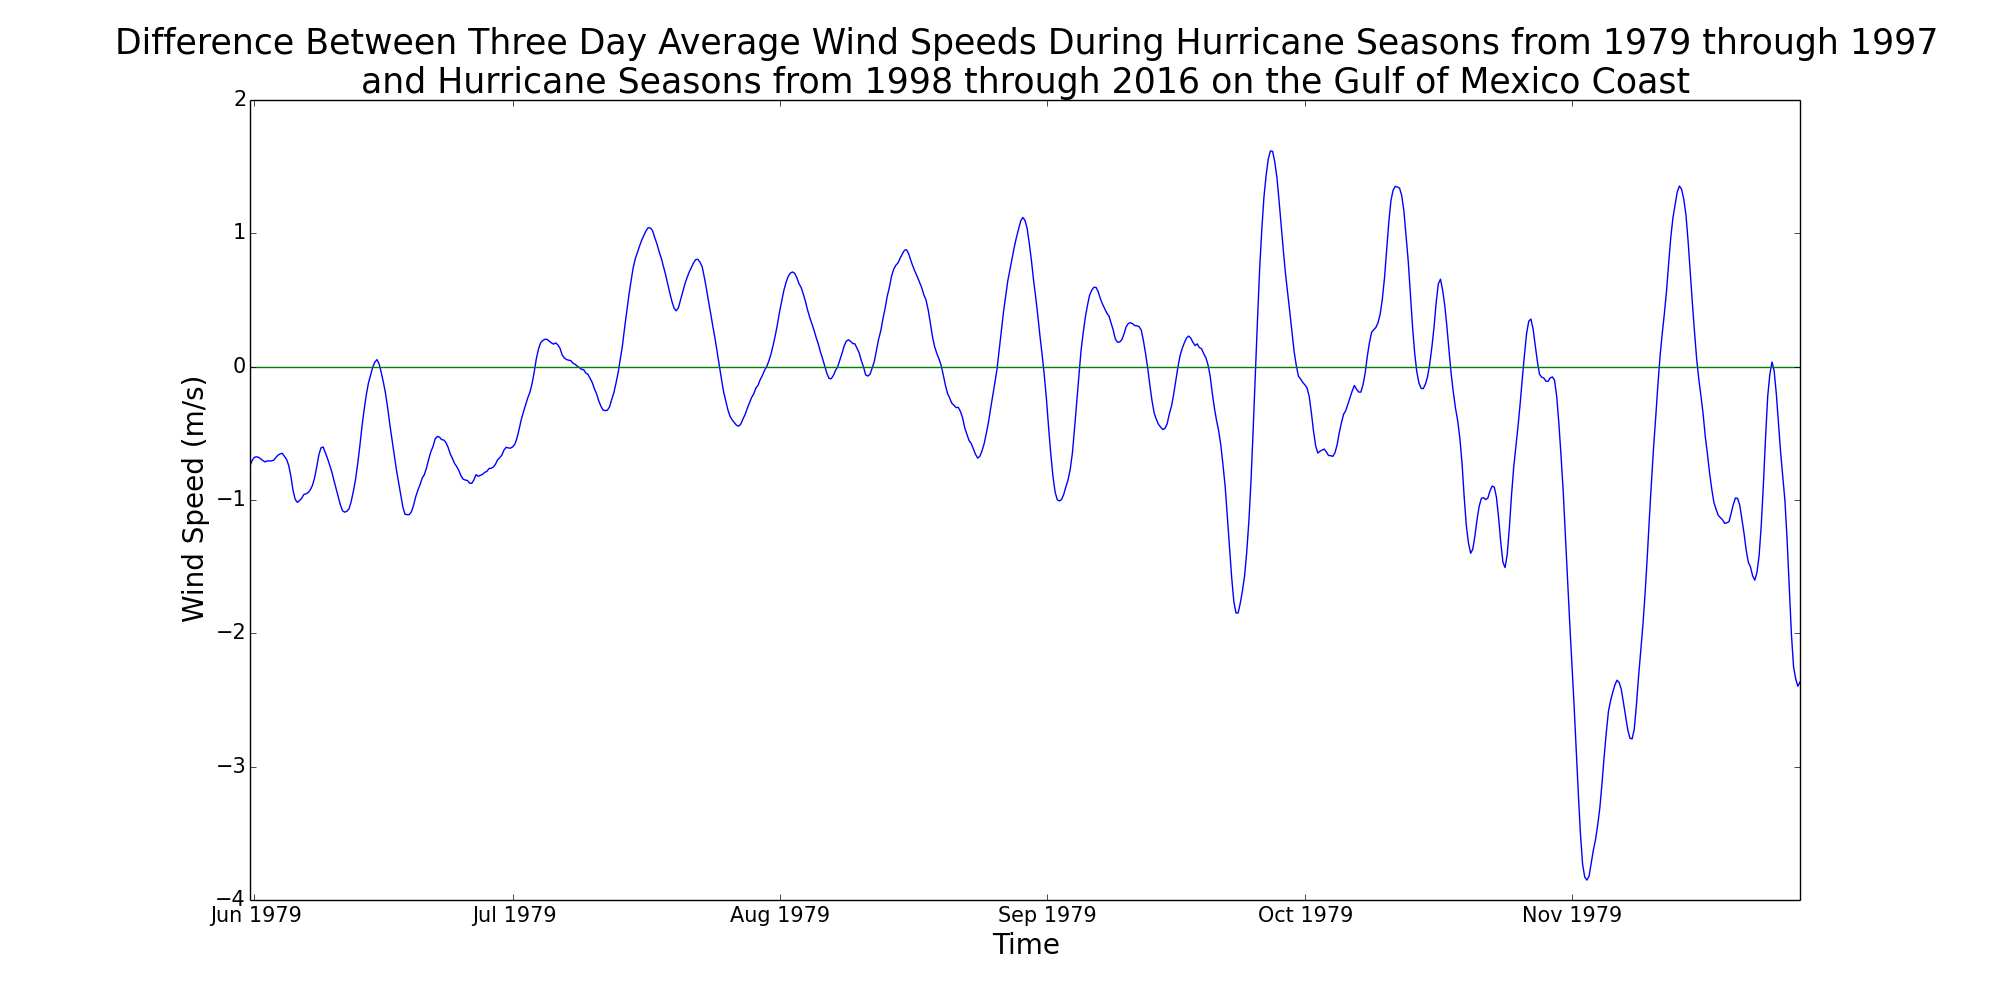 Difference Between Three Day Average Wind Speeds During Hurricane Seasons from 1979 through 1997
and Hurricane Seasons from 1998 through 2016 on the Gulf of Mexico Coast
2
1
0
−1
−2
−3
−4
Wind Speed (m/s)
Jun 1979 Jul 1979 Aug 1979 Sep 1979 Oct 1979 Nov 1979
Time